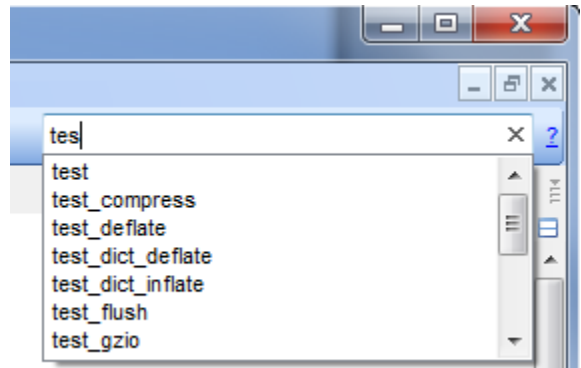 tes
?
test
test_compress
test_deflate
test_dict_deflate
test_dict_inflate
test_flush
test_gzio